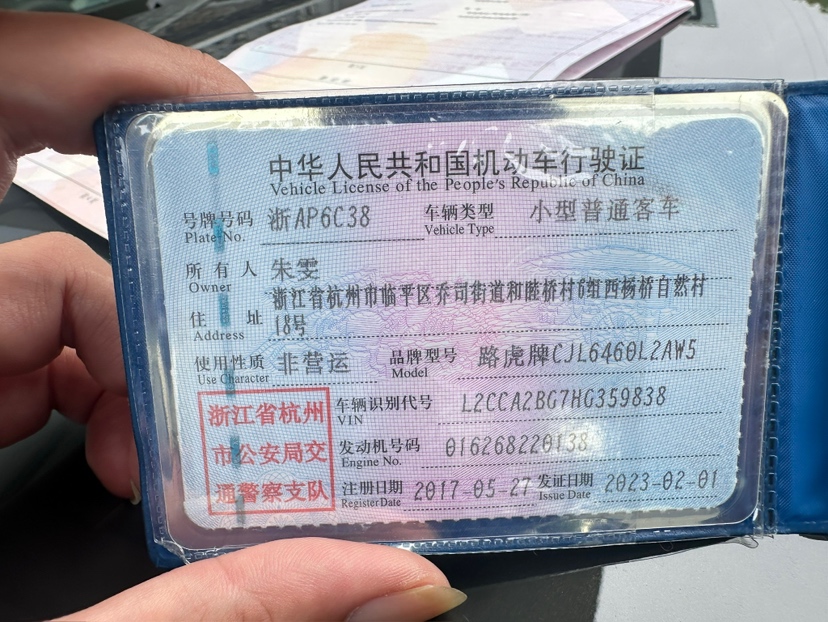 中华人民共和国机动车行驶证
Vehicle License of the People's Republic of China
号牌号码 浙AP6C38 车辆类型 小型普通客车
Plate No. Vehicle Type
所有人 朱雯
Owner
浙江省杭州市临平区乔司街道和睦桥村6组西杨桥自然村
住址 18号
Address
使用性质 非营运 品牌型号 路虎牌CJL6460L2AW5
Use Character Model
浙江省杭州 车辆识别代号 L2CCA2BG7HG359838
VIN
市公安局交 发动机号码 016268220138
Engine No.
通警察支队 注册日期 2017-05-27 发证日期 2023-02-01
Register Date Issue Date